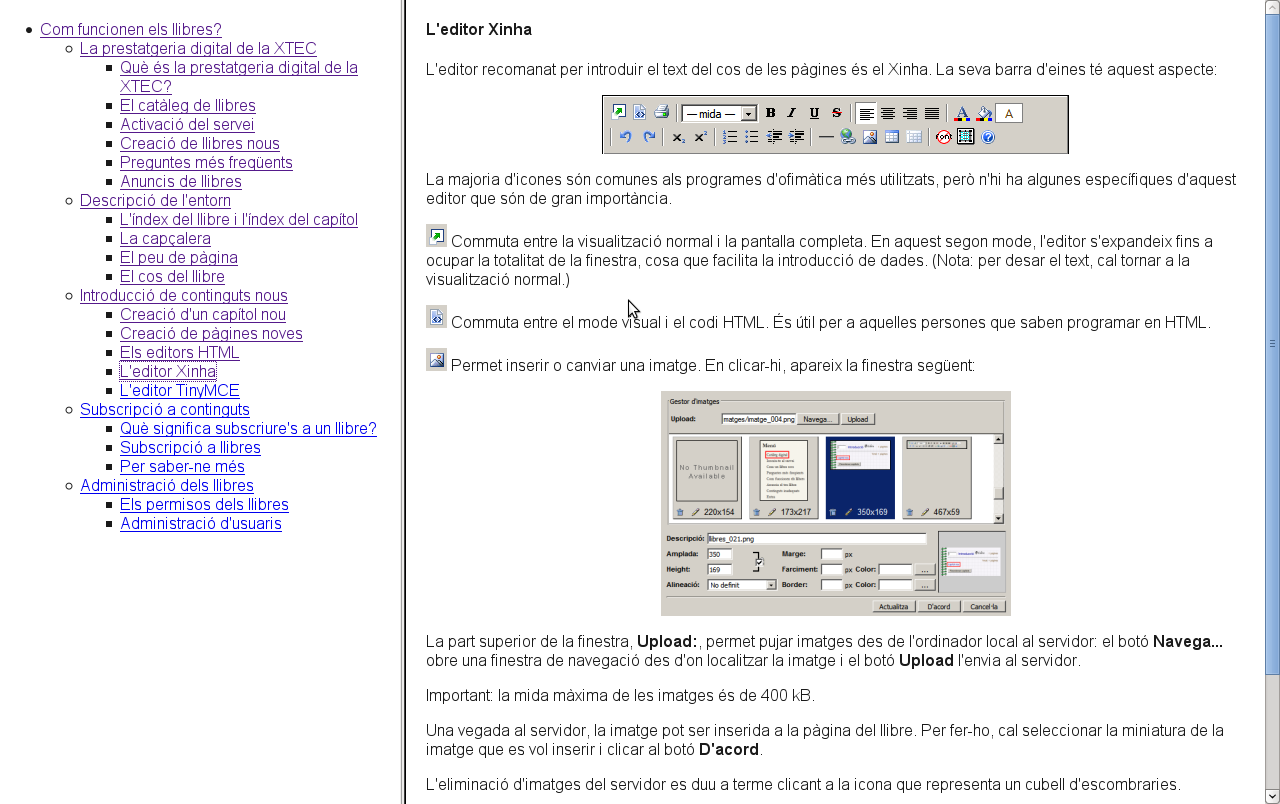 Com funcionen els llibres?
La prestatgeria digital de la XTEC
Què és la prestatgeria digital de la
XTEC?
El catàleg de llibres
Activació del servei
Creació de llibres nous
Preguntes més freqüents
Anuncis de llibres
Descripció de l'entorn
L'índex del llibre i l'índex del capítol
La capçalera
El peu de pàgina
El cos del llibre
Introducció de continguts nous
Creació d'un capítol nou
Creació de pàgines noves
Els editors HTML
L'editor Xinha
L'editor TinyMCE
Subscripció a continguts
Què significa subscriure's a un llibre?
Subscripció a llibres
Per saber-ne més
Administració dels llibres
Els permisos dels llibres
Administració d'usuaris
L'editor Xinha
L'editor recomanat per introduir el text del cos de les pàgines és el Xinha. La seva barra d'eines té aquest aspecte:
— mida — B I U S A A
x₂ x²
La majoria d'icones són comunes als programes d'ofimàtica més utilitzats, però n'hi ha algunes específiques d'aquest
editor que són de gran importància.
Commuta entre la visualització normal i la pantalla completa. En aquest segon mode, l'editor s'expandeix fins a
ocupar la totalitat de la finestra, cosa que facilita la introducció de dades. (Nota: per desar el text, cal tornar a la
visualització normal.)
Commuta entre el mode visual i el codi HTML. És útil per a aquelles persones que saben programar en HTML.
Permet inserir o canviar una imatge. En clicar-hi, apareix la finestra següent:
Gestor d'imatges
Upload: matges/imatge_004.png Navega... Upload
No Thumbnail
Available
Menú
220x154 173x217 350x169 467x59
Descripció: llibres_021.png
Amplada: 350 Marge: px
Height: 169 Farciment: px Color: ...
Alineació: No definit Border: px Color: ...
Actualitza D'acord Cancel·la
La part superior de la finestra, Upload:, permet pujar imatges des de l'ordinador local al servidor: el botó Navega...
obre una finestra de navegació des d'on localitzar la imatge i el botó Upload l'envia al servidor.
Important: la mida màxima de les imatges és de 400 kB.
Una vegada al servidor, la imatge pot ser inserida a la pàgina del llibre. Per fer-ho, cal seleccionar la miniatura de la
imatge que es vol inserir i clicar al botó D'acord.
L'eliminació d'imatges del servidor es duu a terme clicant a la icona que representa un cubell d'escombraries.